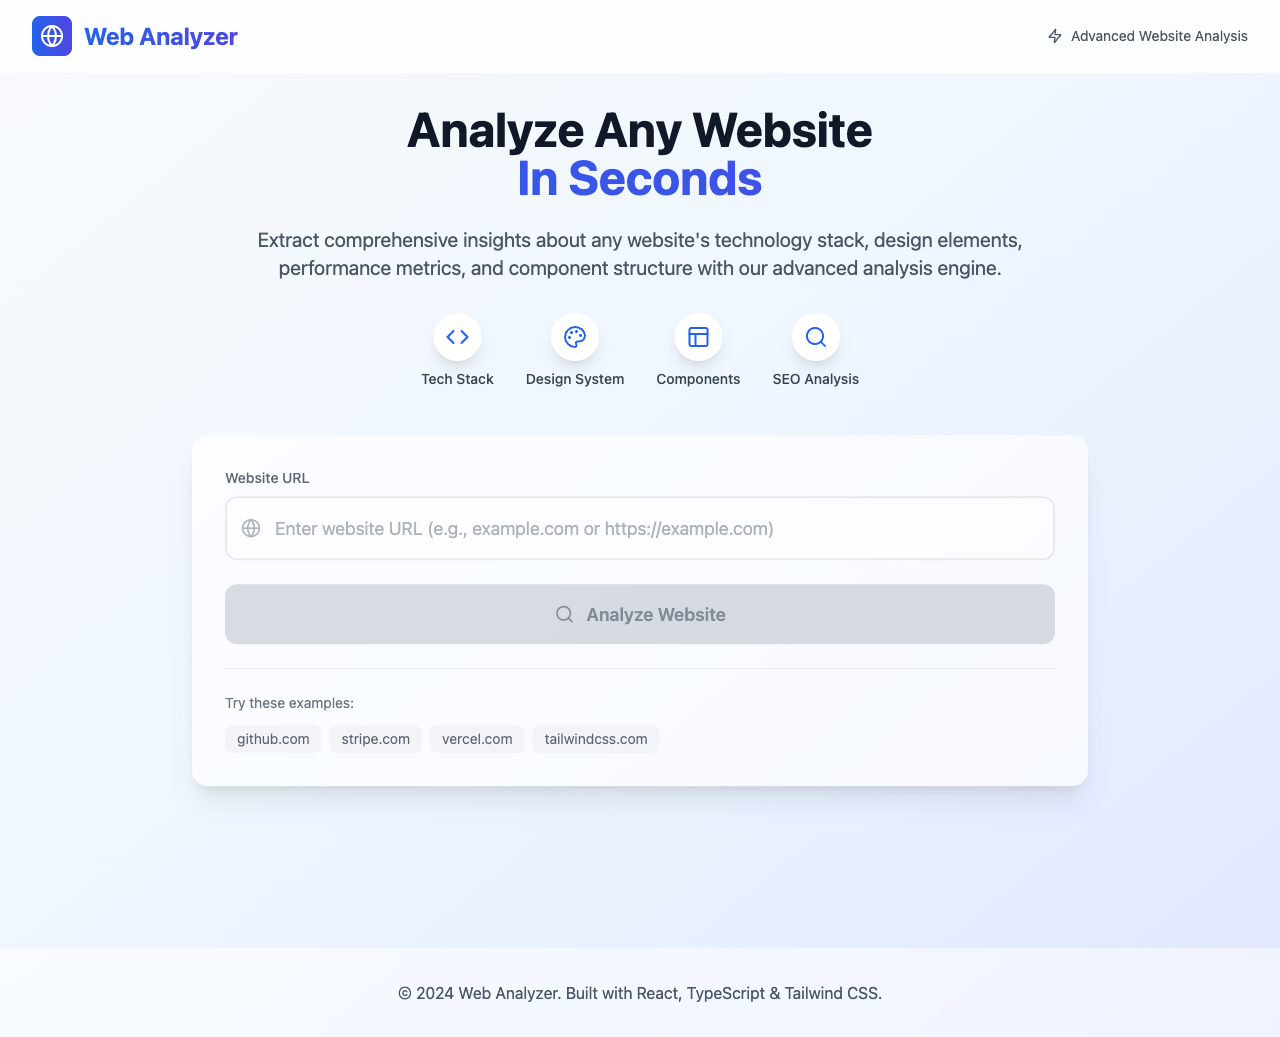 Web Analyzer
Advanced Website Analysis
Analyze Any Website
In Seconds
Extract comprehensive insights about any website's technology stack, design elements,
performance metrics, and component structure with our advanced analysis engine.
Tech Stack
Design System
Components
SEO Analysis
Website URL
Enter website URL (e.g., example.com or https://example.com)
Analyze Website
Try these examples:
github.com
stripe.com
vercel.com
tailwindcss.com
© 2024 Web Analyzer. Built with React, TypeScript & Tailwind CSS.